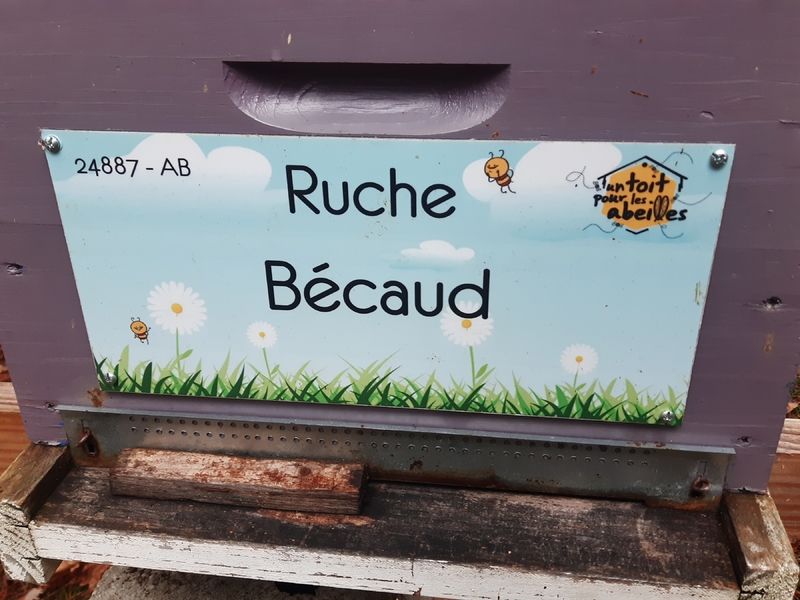 24887 - AB
Ruche
Bécaud
un toit
pour les
abeilles